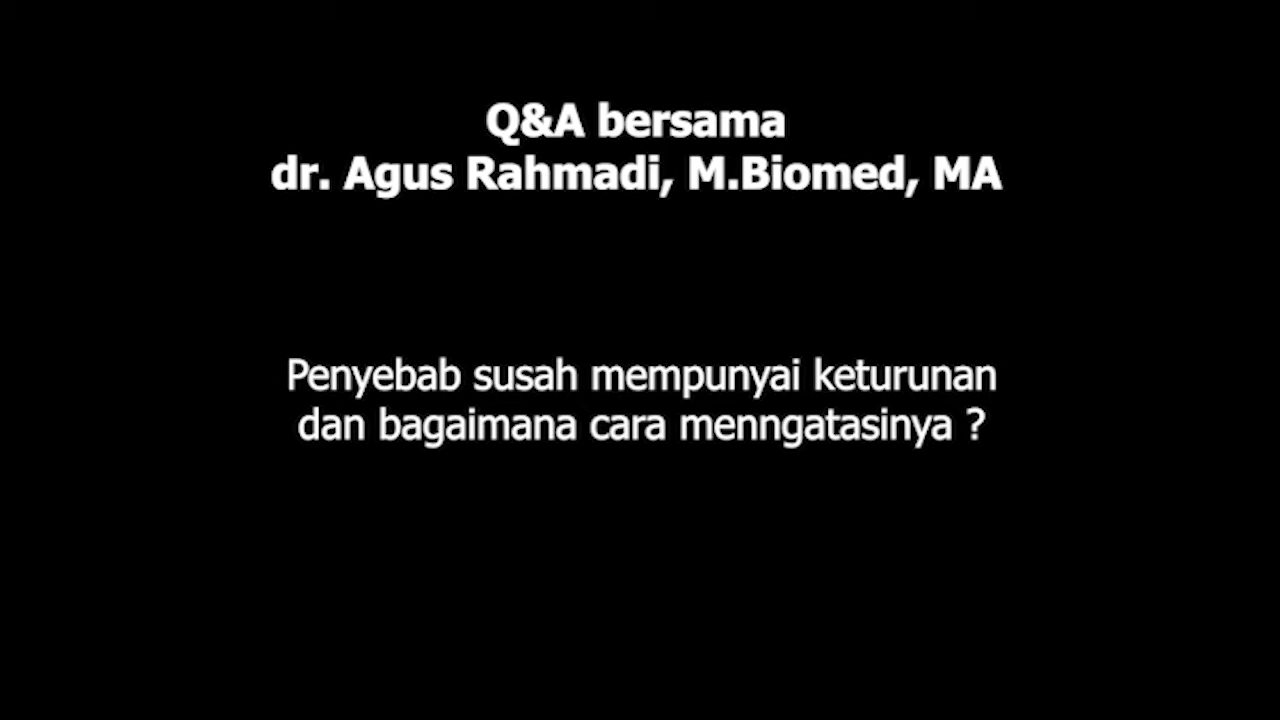 Q&A bersama
dr. Agus Rahmadi, M.Biomed, MA
Penyebab susah mempunyai keturunan
dan bagaimana cara menngatasinya ?